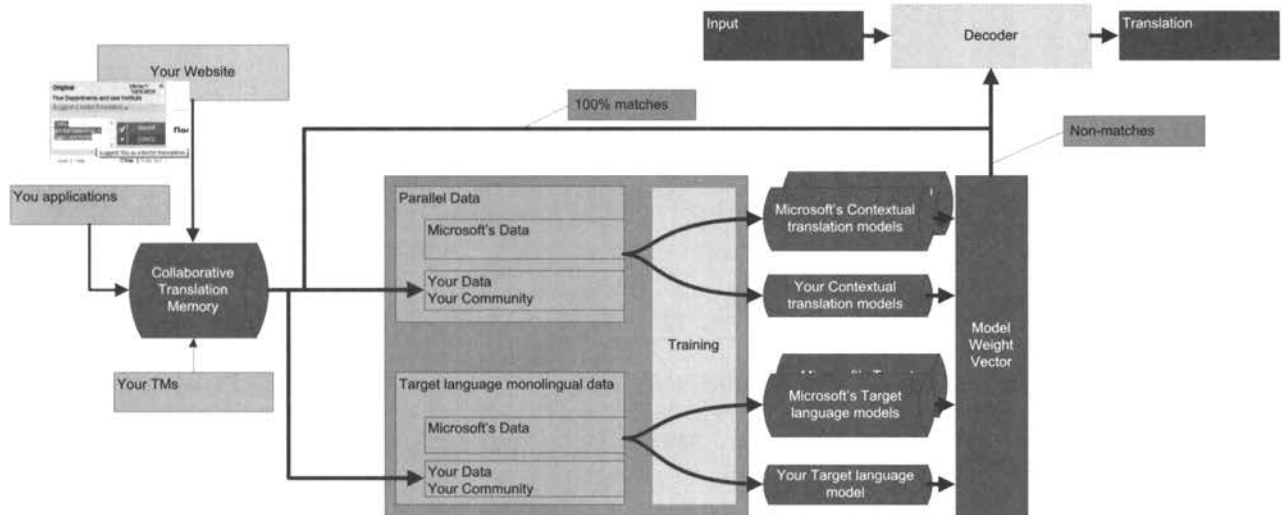 Input
Decoder
Translation
Your Website
Original
100% matches
Non-matches
You applications
Parallel Data
Microsoft's Data
Your Data
Your Community
Microsoft's Contextual
translation models
Your Contextual
translation models
Collaborative
Translation
Memory
Training
Model
Weight
Vector
Your TMs
Target language monolingual data
Microsoft's Data
Your Data
Your Community
Microsoft's Target
language models
Your Target language
model